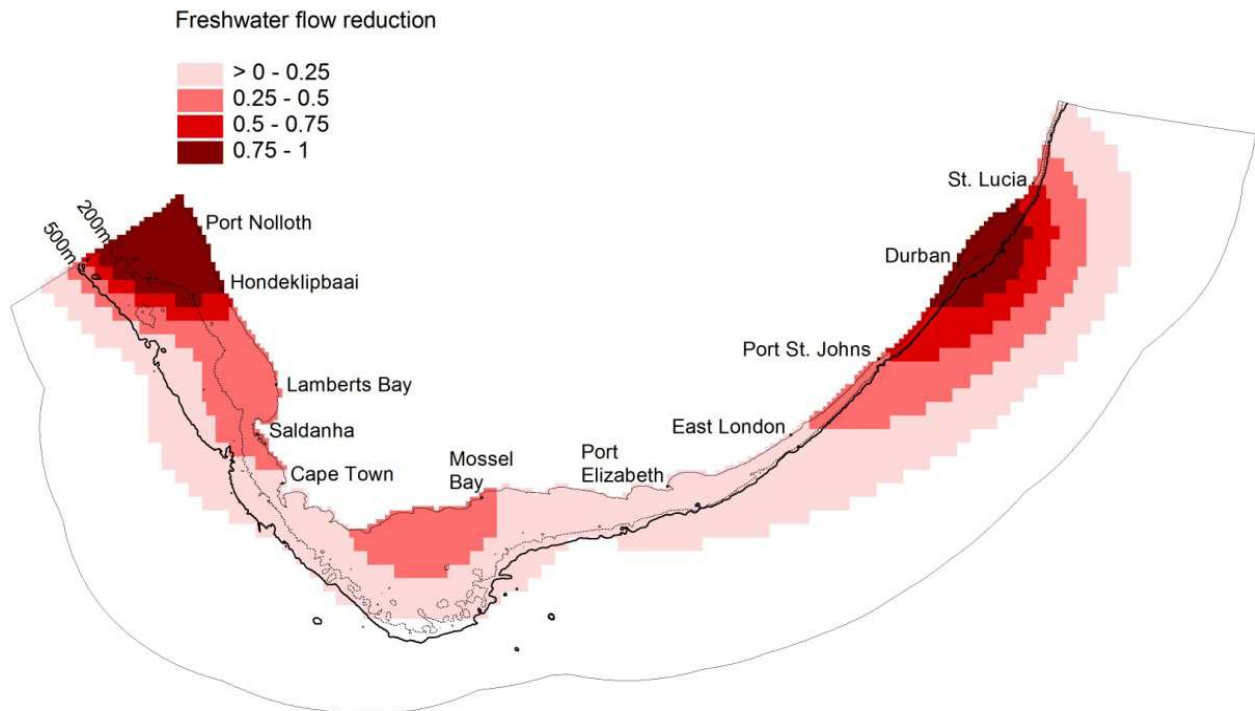 Freshwater flow reduction
> 0 - 0.25
0.25 - 0.5
0.5 - 0.75
0.75 - 1
St. Lucia
200m
500m
Port Nolloth
Durban
Hondeklipbaai
Port St. Johns
Lamberts Bay
Saldanha
East London
Cape Town
Mossel
Bay
Port
Elizabeth